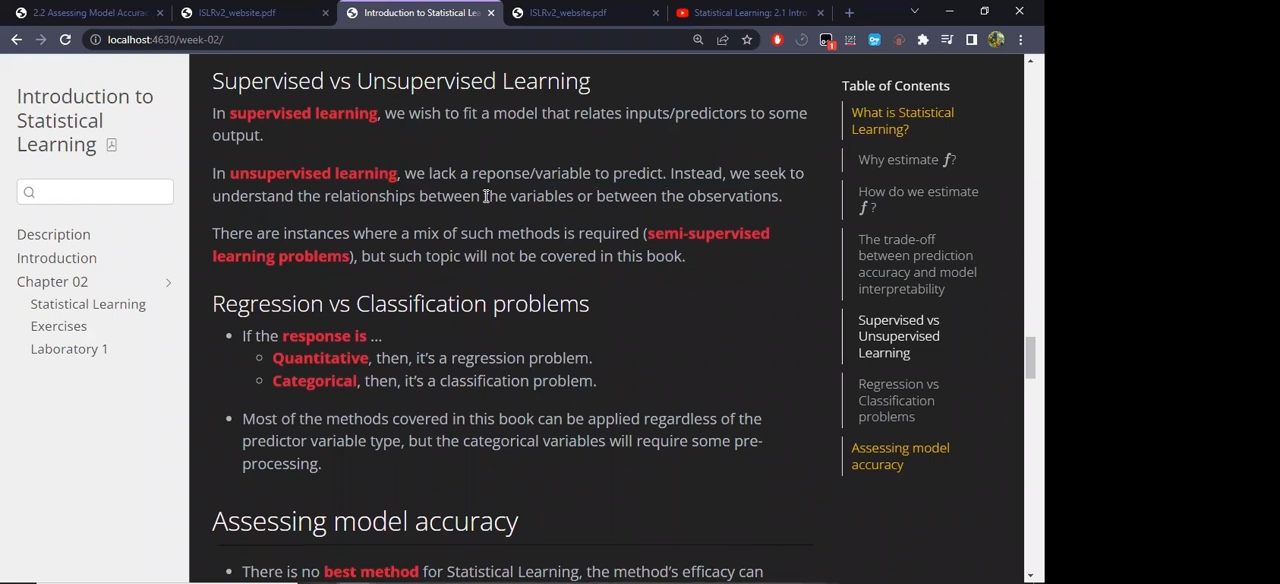 2.2 Assessing Model Accura
ISLRv2_website.pdf
Introduction to Statistical Le
ISLRv2_website.pdf
Statistical Learning: 2.1 Intro
localhost:4630/week-02/
1
Introduction to
Statistical
Learning
Description
Introduction
Chapter 02
Statistical Learning
Exercises
Laboratory 1
Supervised vs Unsupervised Learning
In supervised learning, we wish to fit a model that relates inputs/predictors to some
output.
In unsupervised learning, we lack a reponse/variable to predict. Instead, we seek to
understand the relationships between the variables or between the observations.
There are instances where a mix of such methods is required (semi-supervised
learning problems), but such topic will not be covered in this book.
Regression vs Classification problems
If the response is ...
Quantitative, then, it's a regression problem.
Categorical, then, it's a classification problem.
Most of the methods covered in this book can be applied regardless of the
predictor variable type, but the categorical variables will require some pre-
processing.
Assessing model accuracy
There is no best method for Statistical Learning, the method's efficacy can
Table of Contents
What is Statistical
Learning?
Why estimate f?
How do we estimate
f?
The trade-off
between prediction
accuracy and model
interpretability
Supervised vs
Unsupervised
Learning
Regression vs
Classification
problems
Assessing model
accuracy